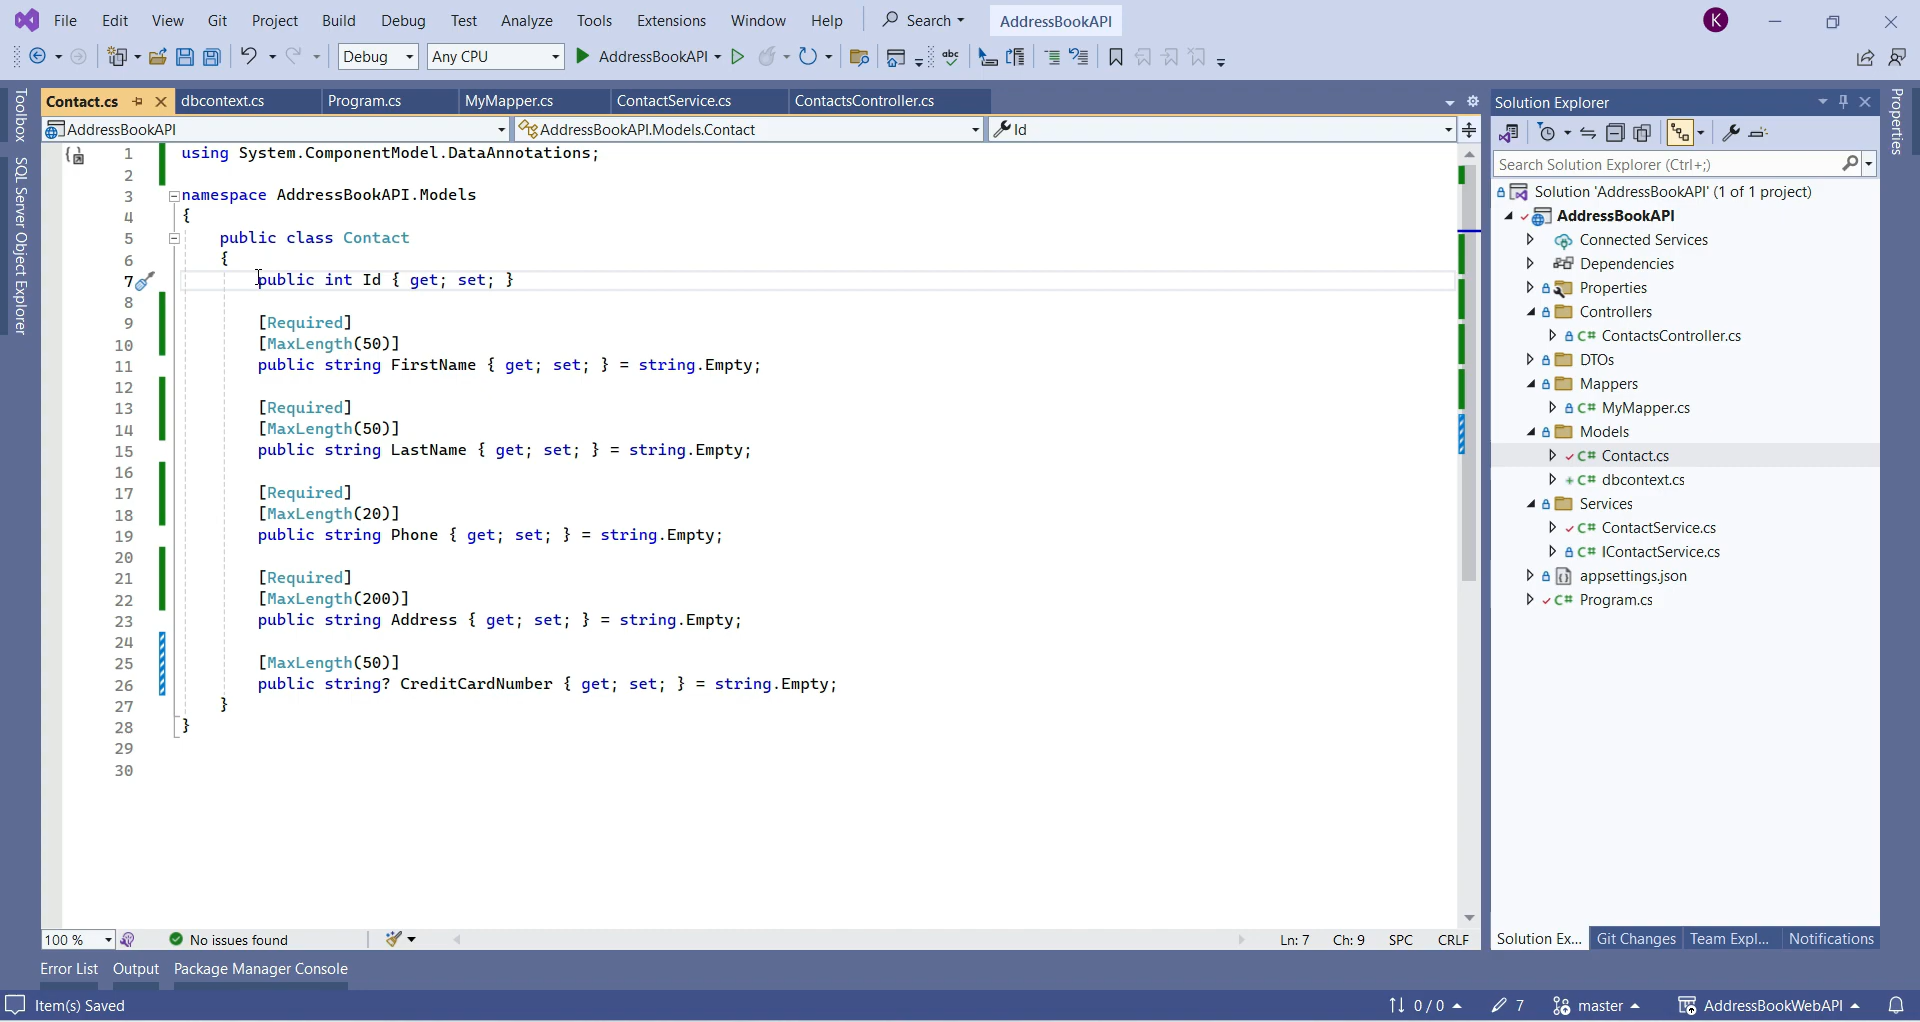 File Edit View Git Project Build Debug Test Analyze Tools Extensions Window Help Search AddressBookAPI K
Debug Any CPU AddressBookAPI abc
Contact.cs dbcontext.cs Program.cs MyMapper.cs ContactService.cs ContactsController.cs
AddressBookAPI AddressBookAPI.Models.Contact Id
Toolbox
SQL Server Object Explorer
1 using System.ComponentModel.DataAnnotations;
2
3 namespace AddressBookAPI.Models
4 {
5 public class Contact
6 {
7 public int Id { get; set; }
8
9 [Required]
10 [MaxLength(50)]
11 public string FirstName { get; set; } = string.Empty;
12
13 [Required]
14 [MaxLength(50)]
15 public string LastName { get; set; } = string.Empty;
16
17 [Required]
18 [MaxLength(20)]
19 public string Phone { get; set; } = string.Empty;
20
21 [Required]
22 [MaxLength(200)]
23 public string Address { get; set; } = string.Empty;
24
25 [MaxLength(50)]
26 public string? CreditCardNumber { get; set; } = string.Empty;
27 }
28 }
29
30
100 % No issues found Ln: 7 Ch: 9 SPC CRLF
Solution Explorer
Search Solution Explorer (Ctrl+;)
Solution 'AddressBookAPI' (1 of 1 project)
AddressBookAPI
Connected Services
Dependencies
Properties
Controllers
C# ContactsController.cs
DTOs
Mappers
C# MyMapper.cs
Models
C# Contact.cs
C# dbcontext.cs
Services
C# ContactService.cs
C# IContactService.cs
appsettings.json
C# Program.cs
Solution Ex... Git Changes Team Expl... Notifications
Properties
Error List Output Package Manager Console
Item(s) Saved 0 / 0 7 master AddressBookWebAPI